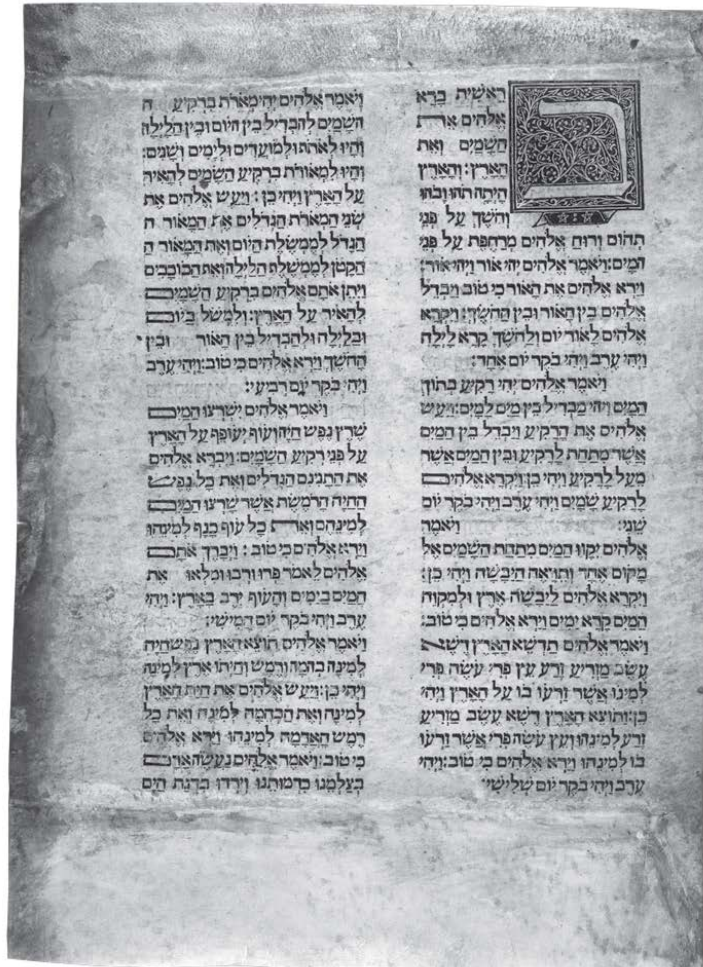 בראשית ברא
אלהים את
השמים ואת
הארץ: והארץ
היתה תהו ובהו
וחשך על פני
תהום ורוח אלהים מרחפת על פני
המים: ויאמר אלהים יהי אור ויהי אור:
וירא אלהים את האור כי טוב ויבדל
אלהים בין האור ובין החשך: ויקרא
אלהים לאור יום ולחשך קרא לילה
ויהי ערב ויהי בקר יום אחד:
ויאמר אלהים יהי רקיע בתוך
המים ויהי מבדיל בין מים למים: ויעש
אלהים את הרקיע ויבדל בין המים
אשר מתחת לרקיע ובין המים אשר
מעל לרקיע ויהי כן: ויקרא אלהים
לרקיע שמים ויהי ערב ויהי בקר יום
שני: ויאמר
אלהים יקוו המים מתחת השמים אל
מקום אחד ותראה היבשה ויהי כן:
ויקרא אלהים ליבשה ארץ ולמקוה
המים קרא ימים וירא אלהים כי טוב:
ויאמר אלהים תדשא הארץ דשא
עשב מזריע זרע עץ פרי עשה פרי
למינו אשר זרעו בו על הארץ ויהי
כן: ותוצא הארץ דשא עשב מזריע
זרע למינהו ועץ עשה פרי אשר זרעו
בו למינהו וירא אלהים כי טוב: ויהי
ערב ויהי בקר יום שלישי:
ויאמר אלהים יהי מארת ברקיע ה
השמים להבדיל בין היום ובין הלילה
והיו לאתת ולמועדים ולימים ושנים:
והיו למאורת ברקיע השמים להאיר
על הארץ ויהי כן: ויעש אלהים את
שני המארת הגדלים את המאור ה
הגדל לממשלת היום ואת המאור ה
הקטן לממשלת הלילה ואת הכוכבים
ויתן אתם אלהים ברקיע השמים
להאיר על הארץ: ולמשל ביום
ובלילה ולהבדיל בין האור ובין
החשך וירא אלהים כי טוב: ויהי ערב
ויהי בקר יום רביעי:
ויאמר אלהים ישרצו המים
שרץ נפש חיה ועוף יעופף על הארץ
על פני רקיע השמים: ויברא אלהים
את התנינם הגדלים ואת כל נפש
החיה הרמשת אשר שרצו המים
למינהם ואת כל עוף כנף למינהו
וירא אלהים כי טוב: ויברך אתם
אלהים לאמר פרו ורבו ומלאו את
המים בימים והעוף ירב בארץ: ויהי
ערב ויהי בקר יום חמישי:
ויאמר אלהים תוצא הארץ נפש חיה
למינה בהמה ורמש וחיתו ארץ למינה
ויהי כן: ויעש אלהים את חית הארץ
למינה ואת הבהמה למינה ואת כל
רמש האדמה למינהו וירא אלהים
כי טוב: ויאמר אלהים נעשה אדם
בצלמנו כדמותנו וירדו בדגת הים